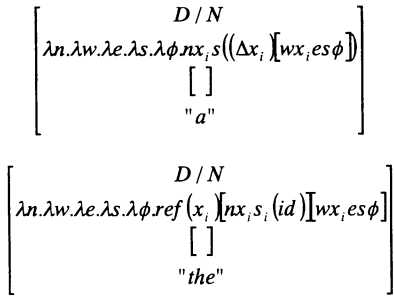 D / N
λn.λw.λe.λs.λϕ.nx_i s((Δx_i)[wx_i esϕ])
[ ]
"a"
D / N
λn.λw.λe.λs.λϕ.ref(x_i)[nx_i s_i(id)][wx_i esϕ]
[ ]
"the"